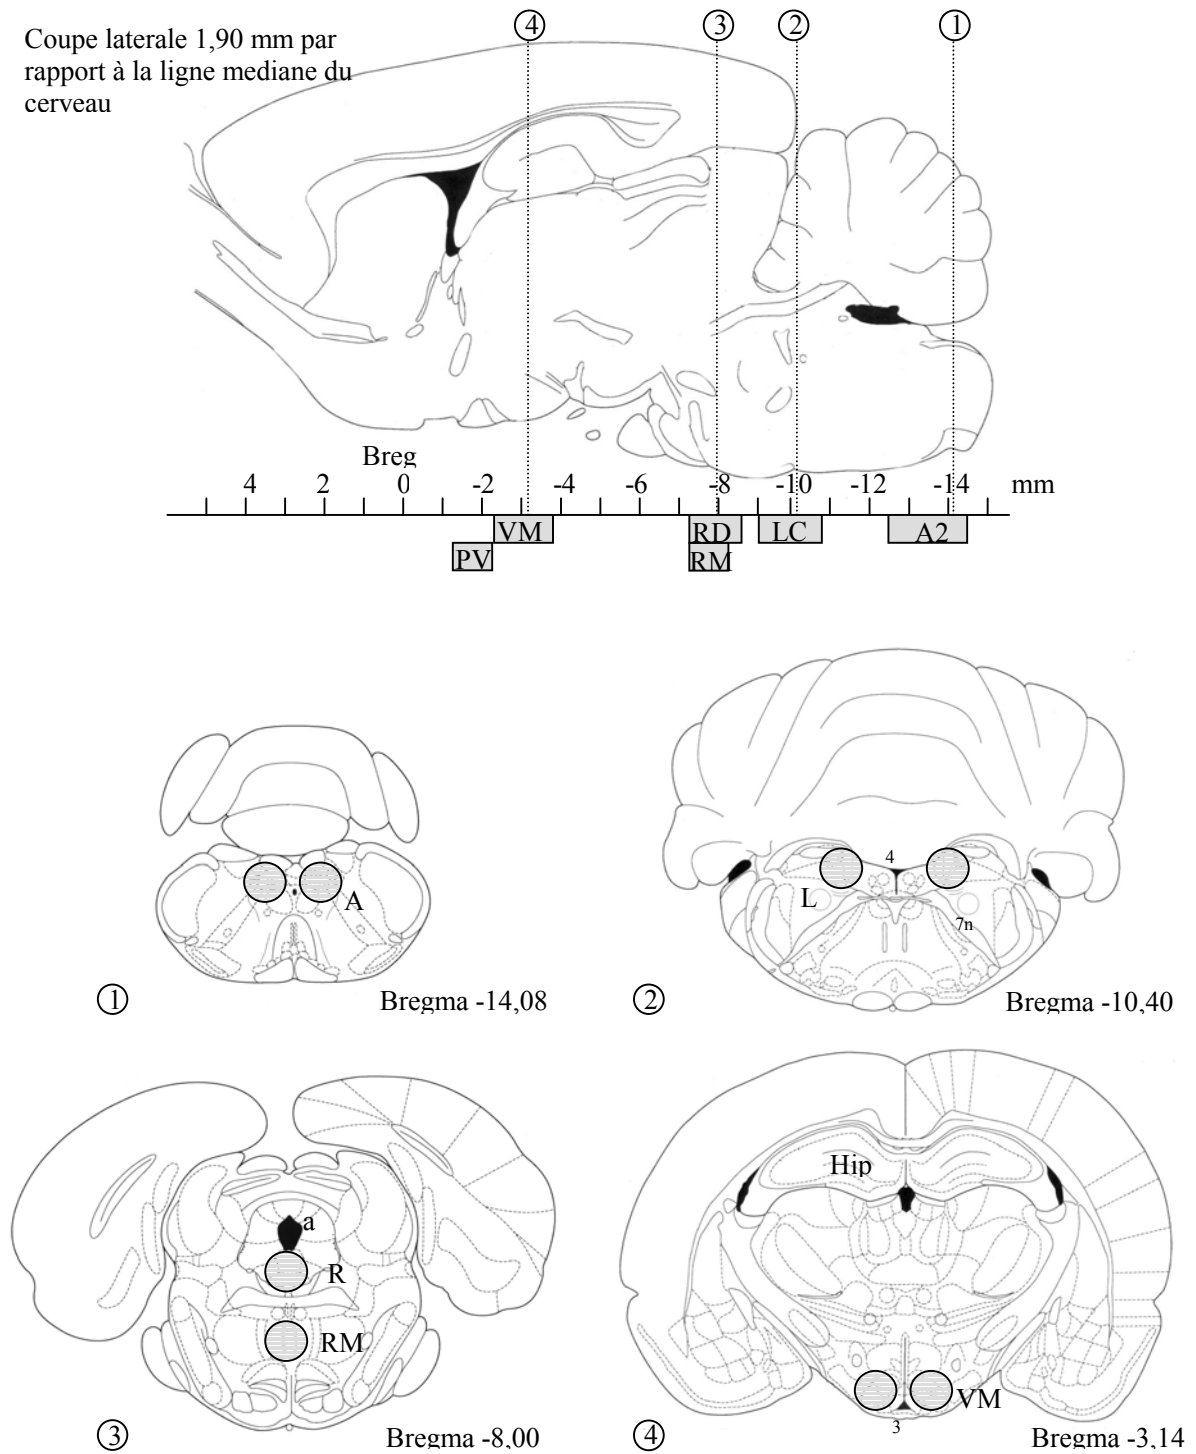 ④ ③ ② ①
Coupe laterale 1,90 mm par
rapport à la ligne mediane du
cerveau
Breg
4 2 0 -2 -4 -6 -8 -10 -12 -14 mm
VM RD LC A2
PV RM
4
A
L
7n
① Bregma -14,08
② Bregma -10,40
Hip
a
R
RM
VM
3
③ Bregma -8,00
④ Bregma -3,14